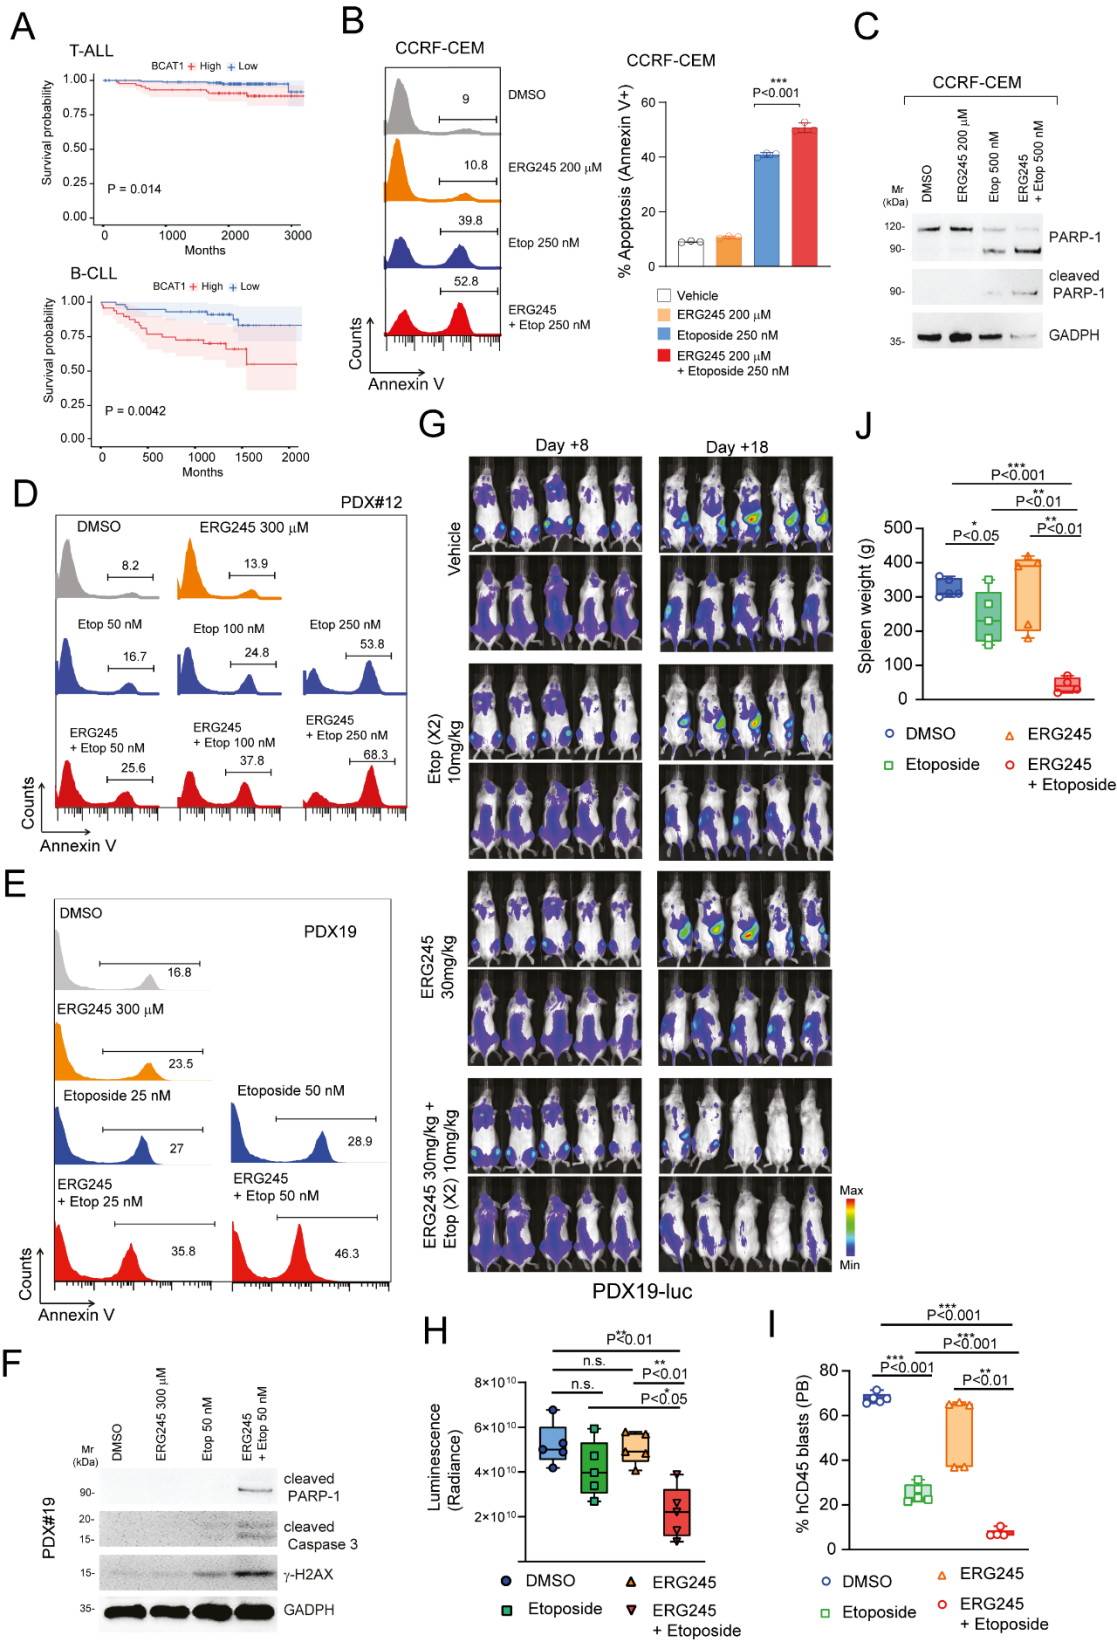 A
T-ALL
BCAT1 High Low
Survival probability
1.00
0.75
0.50
0.25
0.00
P = 0.014
0 1000 2000 3000
Months
B-CLL
BCAT1 High Low
Survival probability
1.00
0.75
0.50
0.25
0.00
P = 0.0042
0 500 1000 1500 2000
Months
B
CCRF-CEM
9
DMSO
10.8
ERG245 200 μM
39.8
Etop 250 nM
52.8
ERG245
+ Etop 250 nM
Counts
Annexin V
CCRF-CEM
***
P<0.001
% Apoptosis (Annexin V+)
60
40
20
0
Vehicle
ERG245 200 μM
Etoposide 250 nM
ERG245 200 μM
+ Etoposide 250 nM
C
CCRF-CEM
Mr
(kDa)
DMSO
ERG245 200 μM
Etop 500 nM
ERG245
+ Etop 500 nM
120-
90-
PARP-1
90-
cleaved
PARP-1
35-
GADPH
D
PDX#12
DMSO
8.2
ERG245 300 μM
13.9
Etop 50 nM
16.7
Etop 100 nM
24.8
Etop 250 nM
53.8
ERG245
+ Etop 50 nM
25.6
ERG245
+ Etop 100 nM
37.8
ERG245
+ Etop 250 nM
68.3
Counts
Annexin V
E
PDX19
DMSO
16.8
ERG245 300 μM
23.5
Etoposide 25 nM
27
Etoposide 50 nM
28.9
ERG245
+ Etop 25 nM
35.8
ERG245
+ Etop 50 nM
46.3
Counts
Annexin V
F
PDX#19
Mr
(kDa)
DMSO
ERG245 300 μM
Etop 50 nM
ERG245
+ Etop 50 nM
90-
cleaved
PARP-1
20-
15-
cleaved
Caspase 3
15-
γ-H2AX
35-
GADPH
G
Day +8
Day +18
Vehicle
Etop (X2)
10mg/kg
ERG245
30mg/kg
ERG245 30mg/kg +
Etop (X2) 10mg/kg
Max
Min
PDX19-luc
H
**
P<0.01
n.s.
**
P<0.01
n.s.
*
P<0.05
Luminescence
(Radiance)
8×10¹⁰
6×10¹⁰
4×10¹⁰
2×10¹⁰
DMSO
Etoposide
ERG245
ERG245
+ Etoposide
I
***
P<0.001
***
P<0.001
***
P<0.001
**
P<0.01
% hCD45 blasts (PB)
80
60
40
20
0
DMSO
Etoposide
ERG245
ERG245
+ Etoposide
J
***
P<0.001
**
P<0.01
*
P<0.05
**
P<0.01
Spleen weight (g)
500
400
300
200
100
0
DMSO
Etoposide
ERG245
ERG245
+ Etoposide